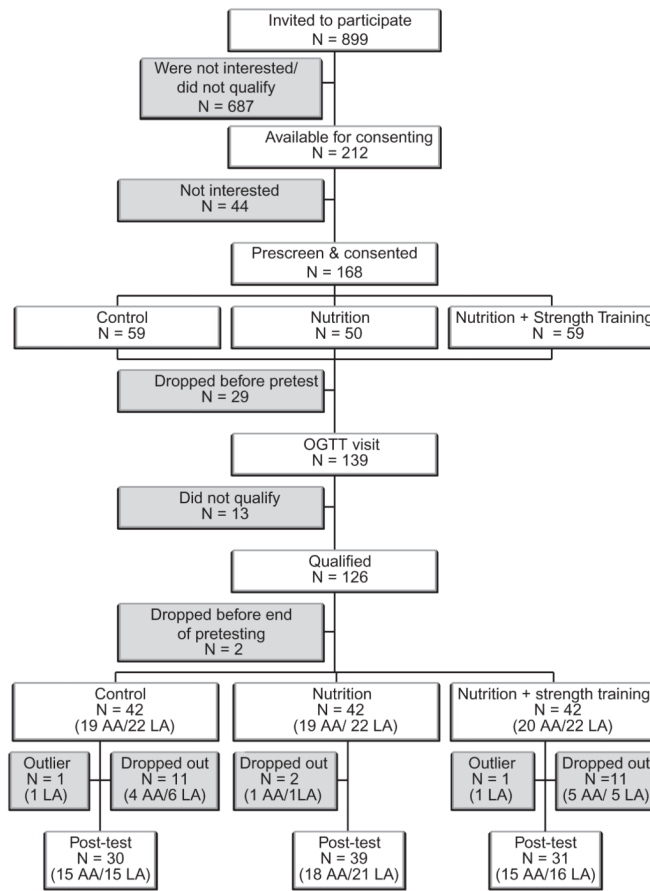 Invited to participate
N = 899
Were not interested/
did not qualify
N = 687
Available for consenting
N = 212
Not interested
N = 44
Prescreen & consented
N = 168
Control
N = 59
Nutrition
N = 50
Nutrition + Strength Training
N = 59
Dropped before pretest
N = 29
OGTT visit
N = 139
Did not qualify
N = 13
Qualified
N = 126
Dropped before end
of pretesting
N = 2
Control
N = 42
(19 AA/22 LA)
Nutrition
N = 42
(19 AA/ 22 LA)
Nutrition + strength training
N = 42
(20 AA/22 LA)
Outlier
N = 1
(1 LA)
Dropped out
N = 11
(4 AA/6 LA)
Dropped out
N = 2
(1 AA/1LA)
Outlier
N = 1
(1 LA)
Dropped out
N =11
(5 AA/ 5 LA)
Post-test
N = 30
(15 AA/15 LA)
Post-test
N = 39
(18 AA/21 LA)
Post-test
N = 31
(15 AA/16 LA)